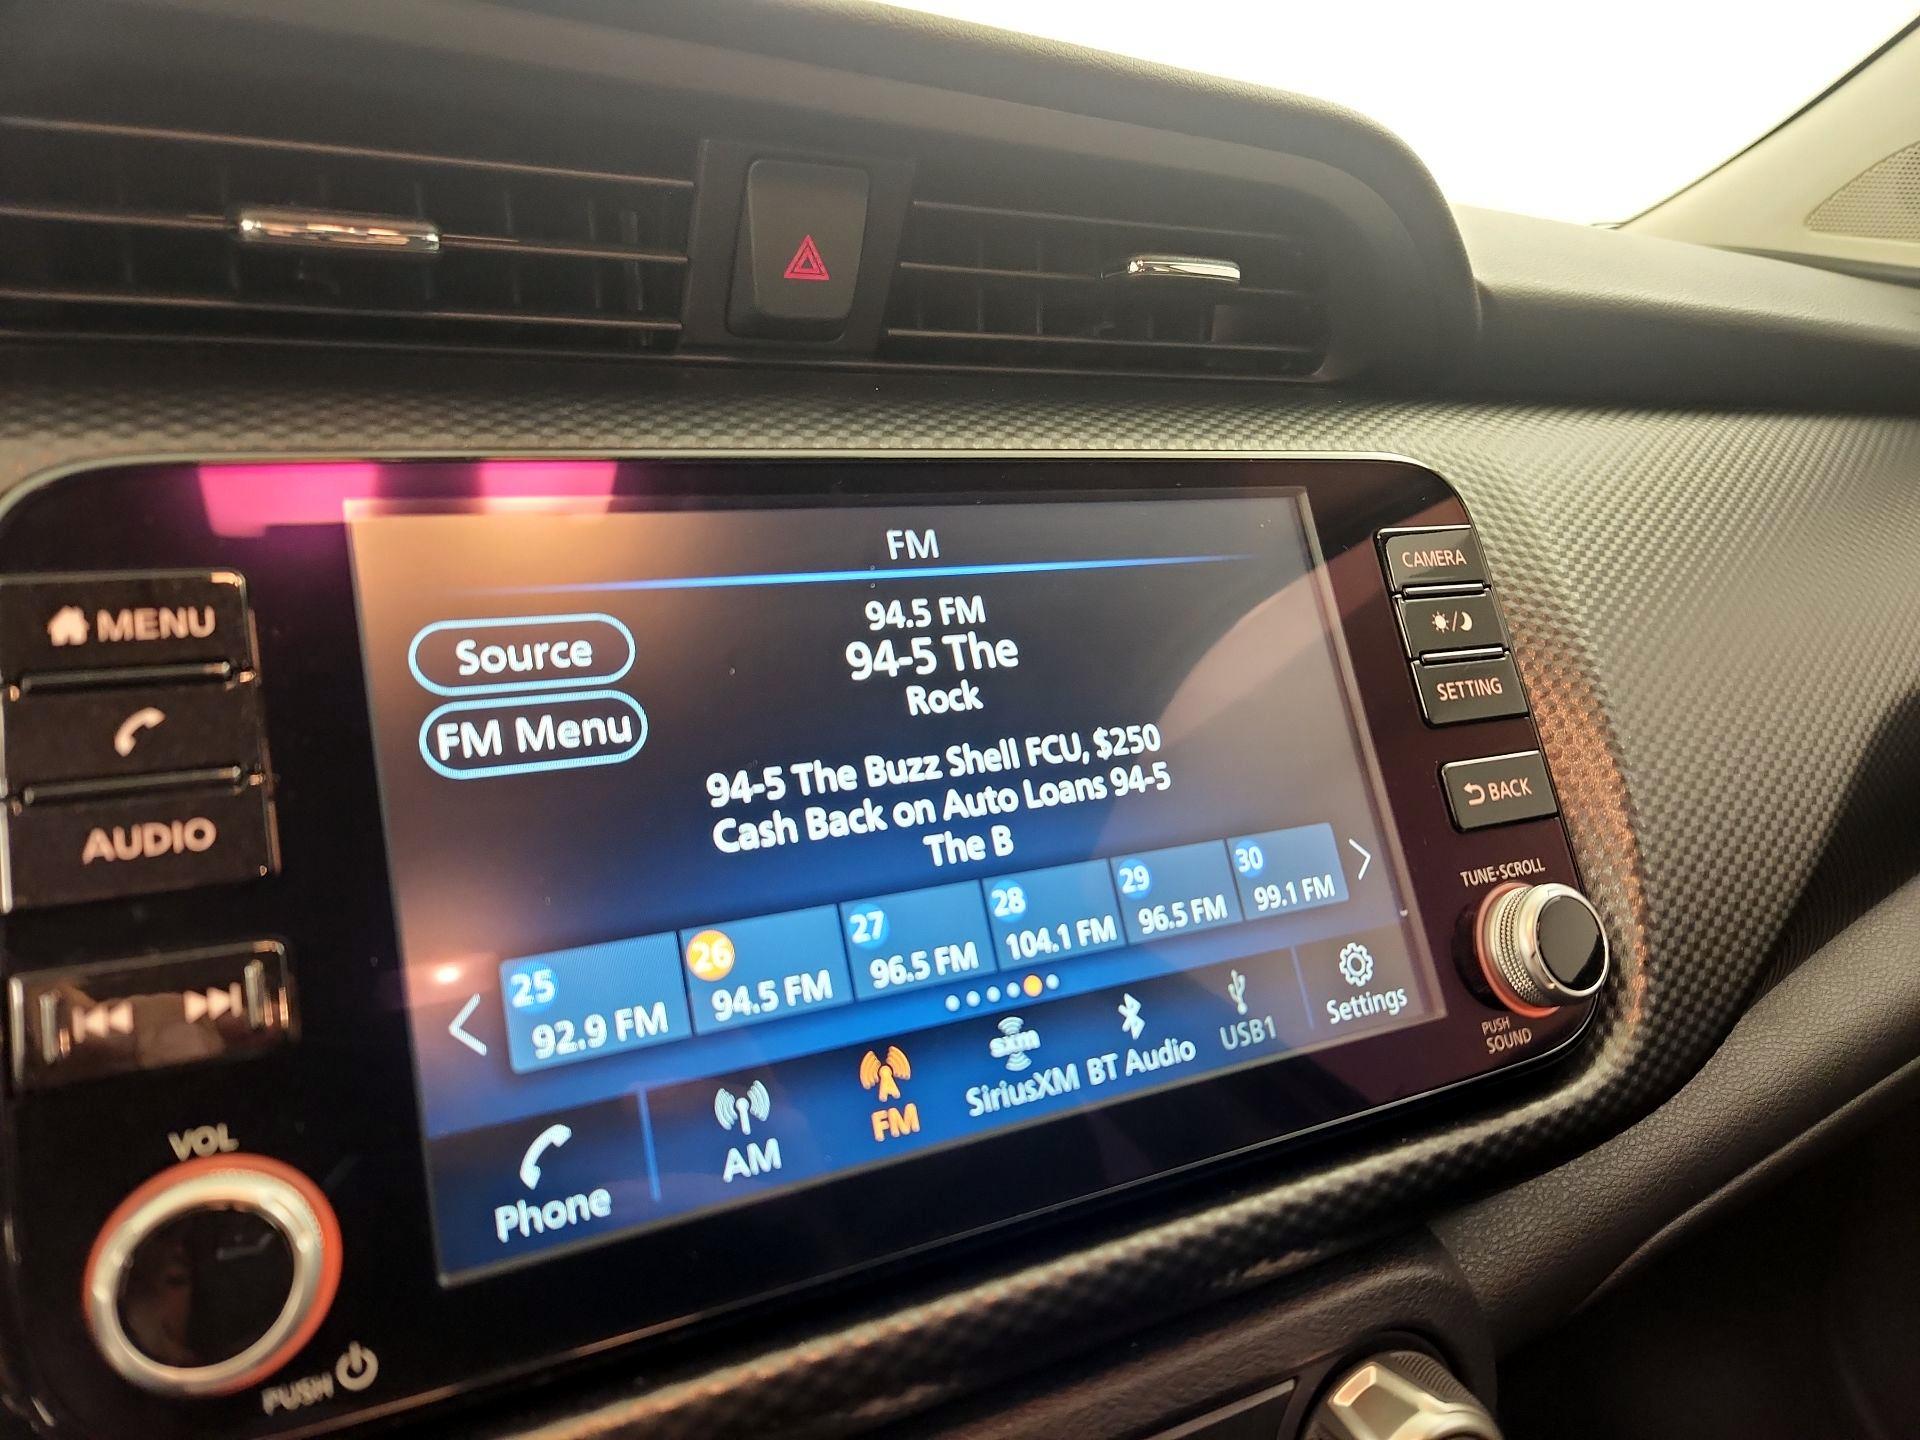 FM
94.5 FM
94-5 The
Rock
Source
FM Menu
94-5 The Buzz Shell FCU, $250
Cash Back on Auto Loans 94-5
The B
25
92.9 FM
26
94.5 FM
27
96.5 FM
28
104.1 FM
29
96.5 FM
30
99.1 FM
Phone
AM
FM
sxm
SiriusXM
BT Audio
USB1
Settings
MENU
AUDIO
VOL
PUSH
CAMERA
SETTING
BACK
TUNE·SCROLL
PUSH
SOUND